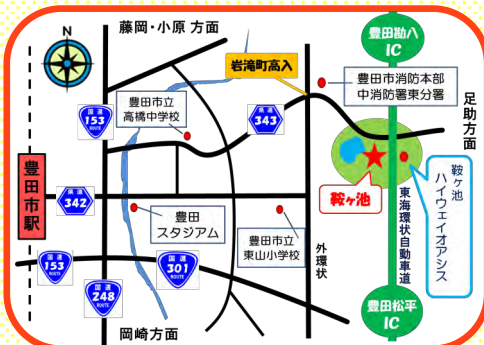 藤岡・小原 方面
豊田勘八
IC
N
岩滝町高入
豊田市消防本部
中消防署東分署
国道
153
ROUTE
豊田市立
高橋中学校
県道
343
足助方面
豊田市駅
鞍ヶ池
鞍ヶ池
ハイウェイオアシス
342
豊田
スタジアム
豊田市立
東山小学校
外環状
東海環状自動車道
国道
153
ROUTE
国道
301
ROUTE
国道
248
ROUTE
豊田松平
IC
岡崎方面